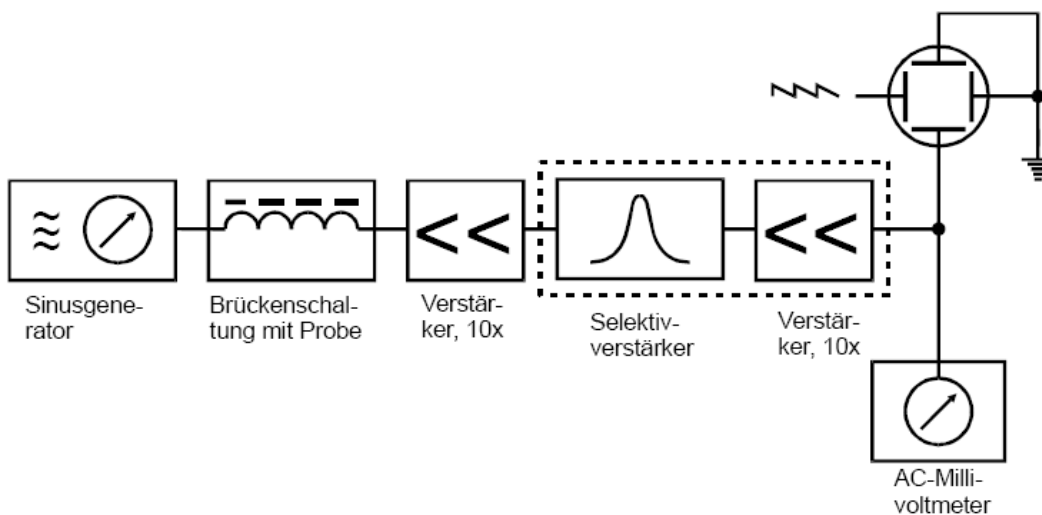 Sinusgene-
rator
Brückenschal-
tung mit Probe
Verstär-
ker, 10x
Selektiv-
verstärker
Verstär-
ker, 10x
AC-Milli-
voltmeter